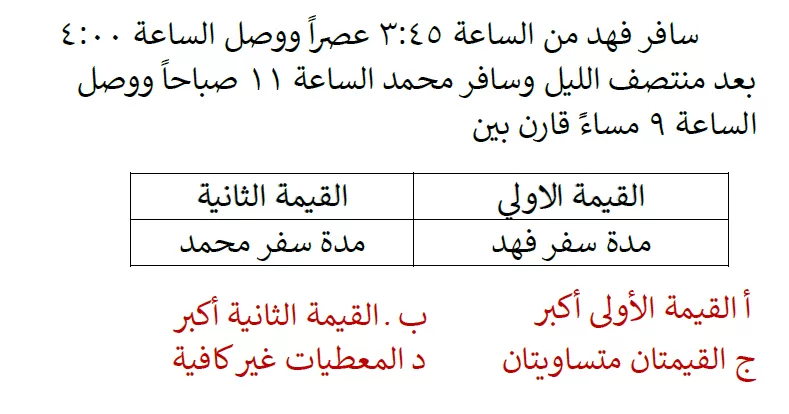 سافر فهد من الساعة ٣:٤٥ عصراً ووصل الساعة ٤:٠٠
بعد منتصف الليل وسافر محمد الساعة ١١ صباحاً ووصل
الساعة ٩ مساءً قارن بين
القيمة الاولي القيمة الثانية
مدة سفر فهد مدة سفر محمد
أ القيمة الأولى أكبر ب . القيمة الثانية أكبر
ج القيمتان متساويتان د المعطيات غير كافية